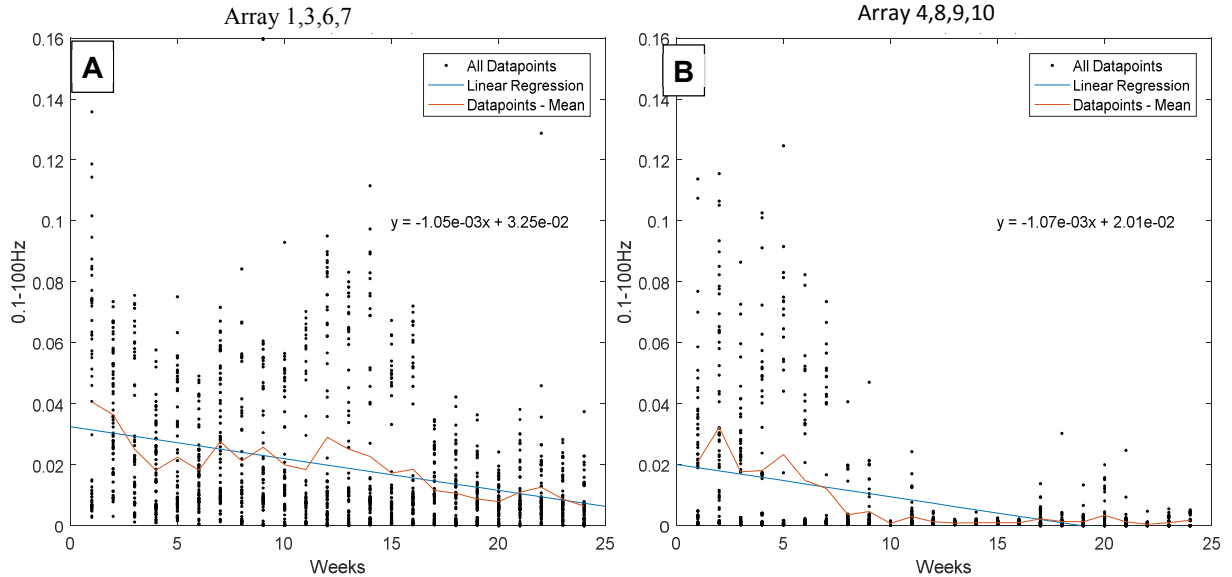 Array 1,3,6,7
A
All Datapoints
Linear Regression
Datapoints - Mean
y = -1.05e-03x + 3.25e-02
0.1-100Hz
0.16
0.14
0.12
0.1
0.08
0.06
0.04
0.02
0
0 5 10 15 20 25
Weeks
Array 4,8,9,10
B
All Datapoints
Linear Regression
Datapoints - Mean
y = -1.07e-03x + 2.01e-02
0.1-100Hz
0.16
0.14
0.12
0.1
0.08
0.06
0.04
0.02
0
0 5 10 15 20 25
Weeks